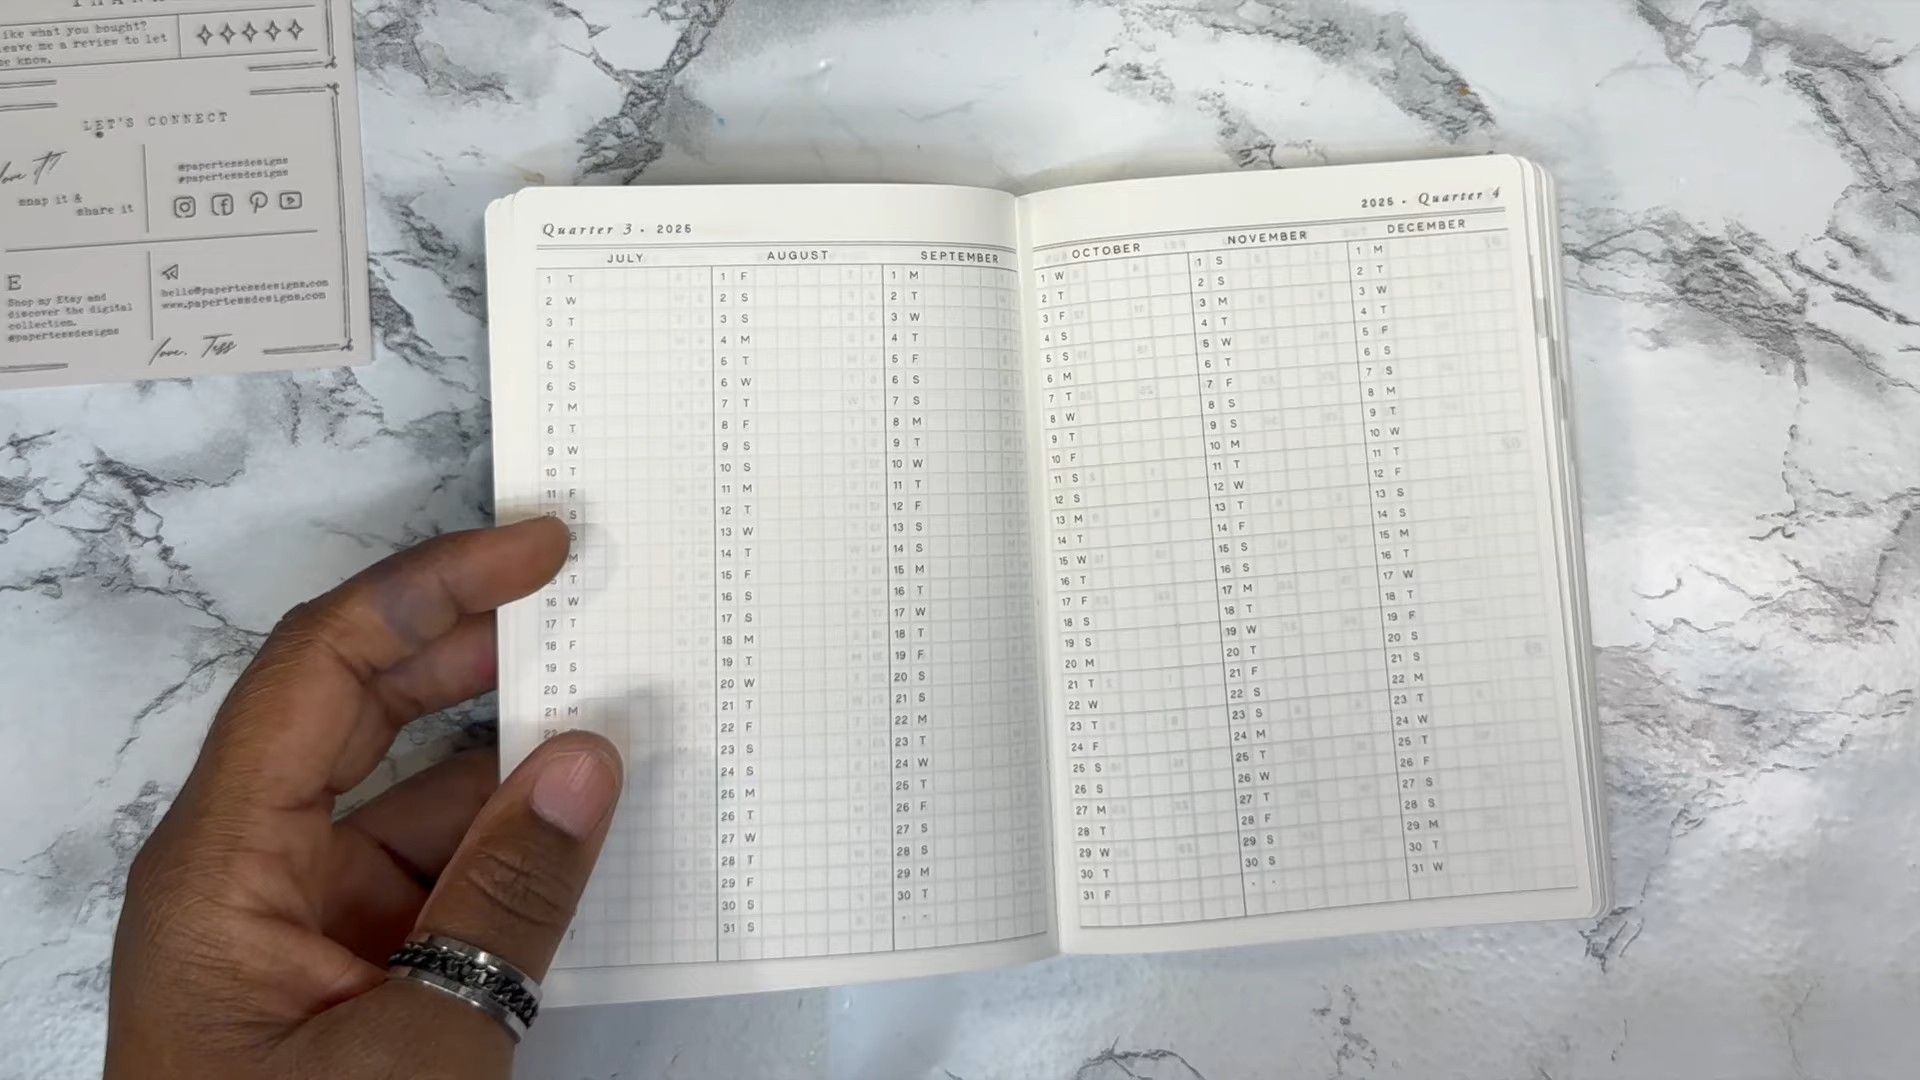 like what you bought?
leave me a review to let
me know.
LET'S CONNECT
love it?
snap it &
share it
@papertessdesigns
@papertessdesigns
E
Shop my Etsy and
discover the digital
collection.
@papertessdesigns
hello@papertessdesigns.com
www.papertessdesigns.com
love, Tess
Quarter 3 · 2025
JULY
1 T
2 W
3 T
4 F
5 S
6 S
7 M
8 T
9 W
10 T
11 F
12 S
S
M
T
16 W
17 T
18 F
19 S
20 S
21 M
22
T
AUGUST
1 F
2 S
3 S
4 M
5 T
6 W
7 T
8 F
9 S
10 S
11 M
12 T
13 W
14 T
15 F
16 S
17 S
18 M
19 T
20 W
21 T
22 F
23 S
24 S
25 M
26 T
27 W
28 T
29 F
30 S
31 S
SEPTEMBER
1 M
2 T
3 W
4 T
5 F
6 S
7 S
8 M
9 T
10 W
11 T
12 F
13 S
14 S
15 M
16 T
17 W
18 T
19 F
20 S
21 S
22 M
23 T
24 W
25 T
26 F
27 S
28 S
29 M
30 T
2025 · Quarter 4
OCTOBER
1 W
2 T
3 F
4 S
5 S
6 M
7 T
8 W
9 T
10 F
11 S
12 S
13 M
14 T
15 W
16 T
17 F
18 S
19 S
20 M
21 T
22 W
23 T
24 F
25 S
26 S
27 M
28 T
29 W
30 T
31 F
NOVEMBER
1 S
2 S
3 M
4 T
5 W
6 T
7 F
8 S
9 S
10 M
11 T
12 W
13 T
14 F
15 S
16 S
17 M
18 T
19 W
20 T
21 F
22 S
23 S
24 M
25 T
26 W
27 T
28 F
29 S
30 S
DECEMBER
1 M
2 T
3 W
4 T
5 F
6 S
7 S
8 M
9 T
10 W
11 T
12 F
13 S
14 S
15 M
16 T
17 W
18 T
19 F
20 S
21 S
22 M
23 T
24 W
25 T
26 F
27 S
28 S
29 M
30 T
31 W